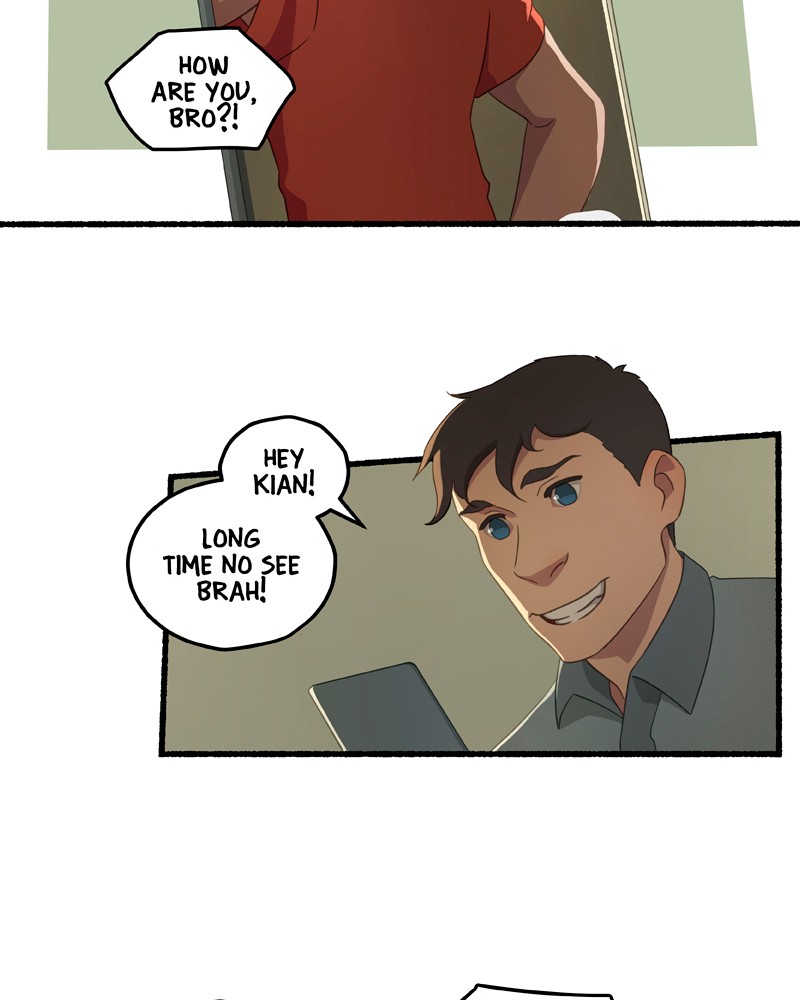 HOW
ARE YOU,
BRO?!
HEY
KIAN!
LONG
TIME NO SEE
BRAH!